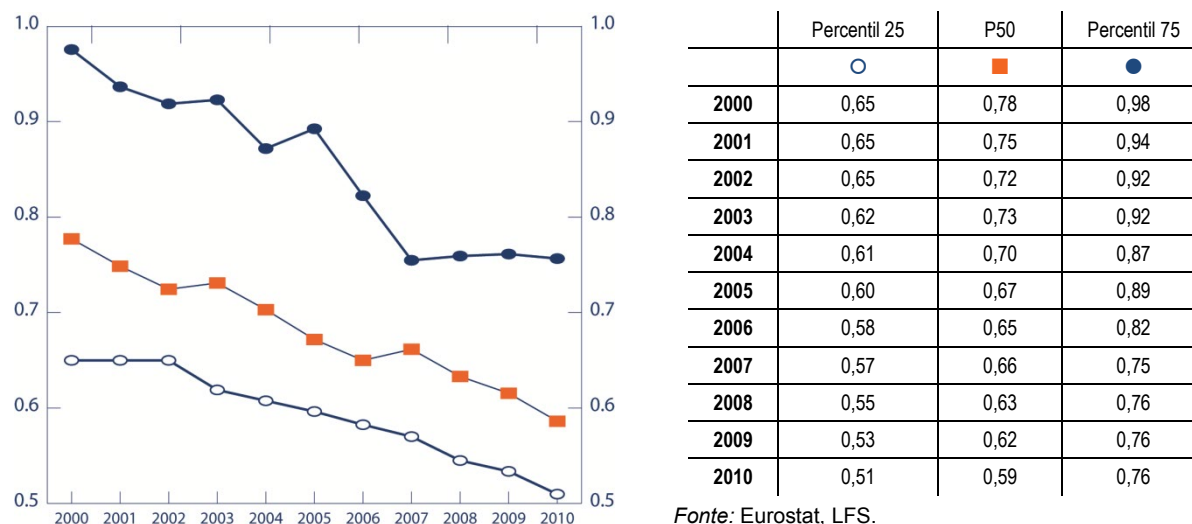 1.0 1.0
0.9 0.9
0.8 0.8
0.7 0.7
0.6 0.6
0.5 0.5
2000 2001 2002 2003 2004 2005 2006 2007 2008 2009 2010
Percentil 25 P50 Percentil 75
2000 0,65 0,78 0,98
2001 0,65 0,75 0,94
2002 0,65 0,72 0,92
2003 0,62 0,73 0,92
2004 0,61 0,70 0,87
2005 0,60 0,67 0,89
2006 0,58 0,65 0,82
2007 0,57 0,66 0,75
2008 0,55 0,63 0,76
2009 0,53 0,62 0,76
2010 0,51 0,59 0,76
Fonte: Eurostat, LFS.